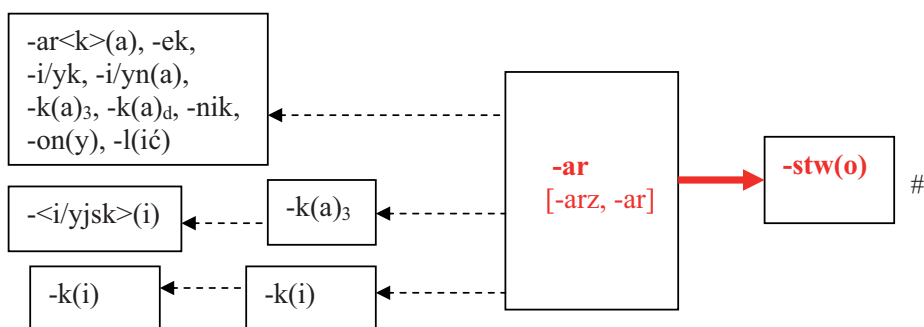 -ar<k>(a), -ek,
-i/yk, -i/yn(a),
-k(a)₃, -k(a)d, -nik,
-on(y), -l(ić)
-ar
[-arz, -ar]
-stw(o)
#
-<i/yjsk>(i)
-k(a)₃
-k(i)
-k(i)